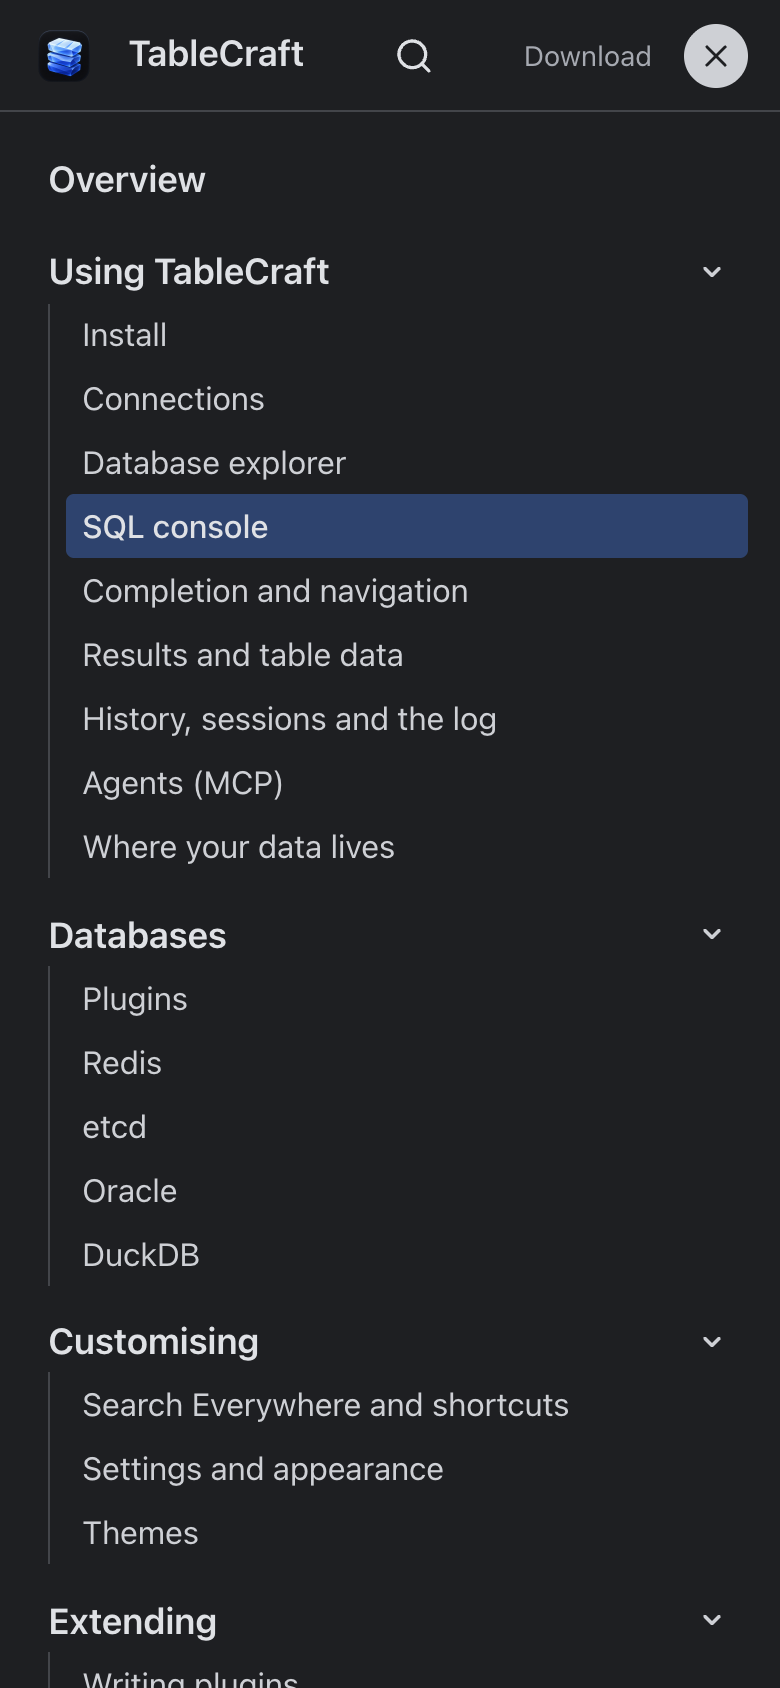 TableCraft
Download
Overview
Using TableCraft
Install
Connections
Database explorer
SQL console
Completion and navigation
Results and table data
History, sessions and the log
Agents (MCP)
Where your data lives
Databases
Plugins
Redis
etcd
Oracle
DuckDB
Customising
Search Everywhere and shortcuts
Settings and appearance
Themes
Extending
Writing plugins